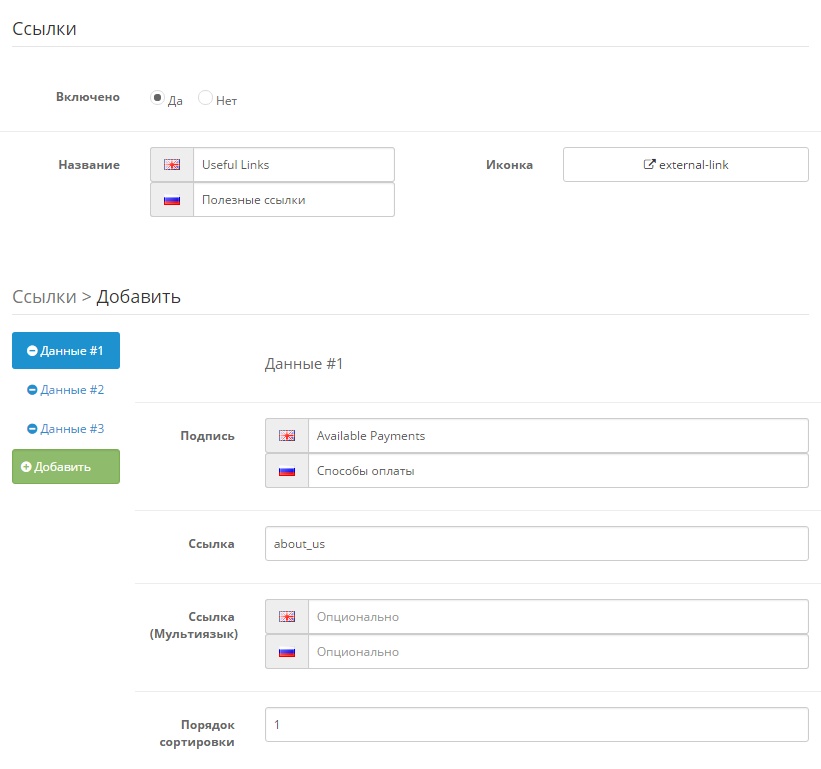 Ссылки
Включено Да Нет
Название Useful Links Иконка external-link
Полезные ссылки
Ссылки > Добавить
Данные #1
Данные #1
Данные #2
Данные #3
Добавить
Подпись Available Payments
Способы оплаты
Ссылка about_us
Ссылка Опционально
(Мультиязык)
Опционально
Порядок 1
сортировки